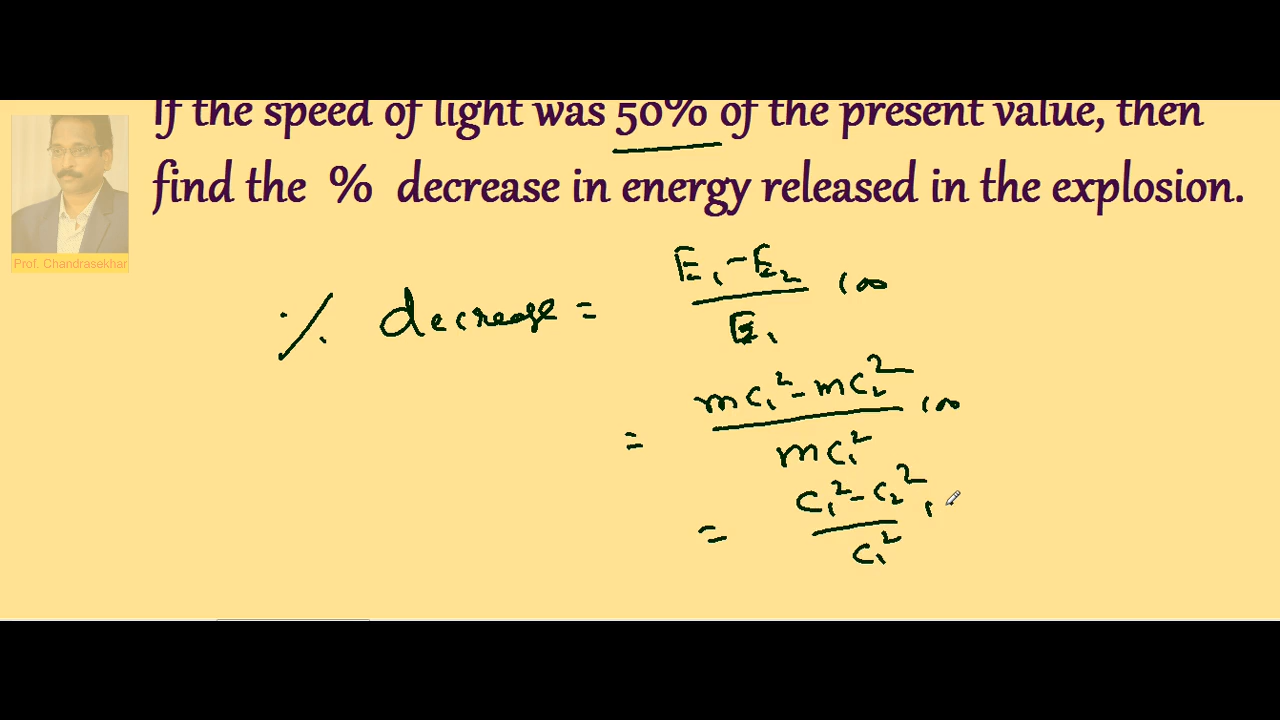 If the speed of light was 50% of the present value, then
find the % decrease in energy released in the explosion.
Prof. Chandrasekhar
% decrease = E₁ - E₂ / E₁ 100
= mc₁² - mc₂² / mc₁² 100
= c₁² - c₂² / c₁² 1